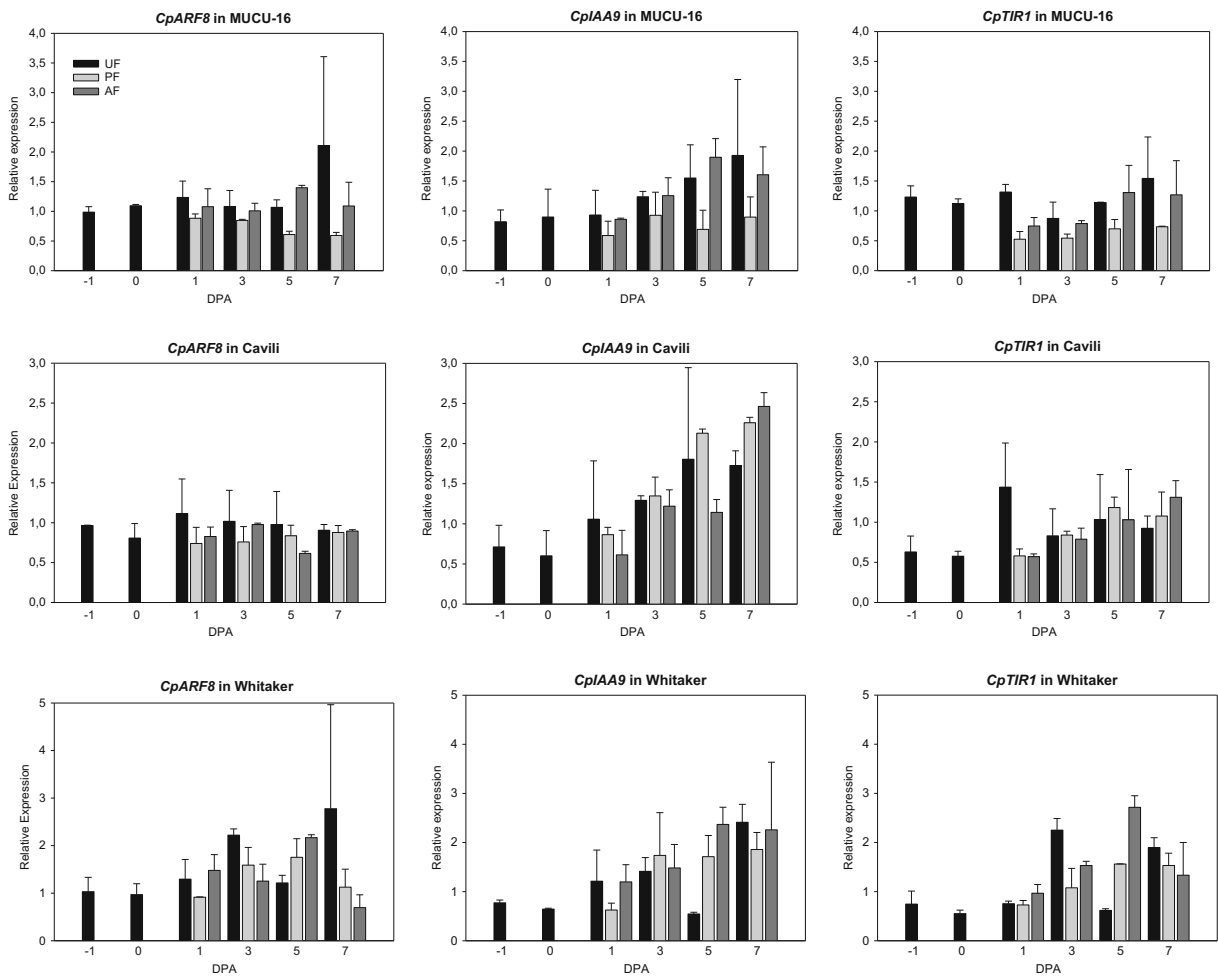 CpARF8 in MUCU-16
Relative expression
4,0
3,5
3,0
2,5
2,0
1,5
1,0
0,5
0,0
UF
PF
AF
-1 0 1 3 5 7
DPA
CpIAA9 in MUCU-16
Relative expression
4,0
3,5
3,0
2,5
2,0
1,5
1,0
0,5
0,0
-1 0 1 3 5 7
DPA
CpTIR1 in MUCU-16
Relative expression
4,0
3,5
3,0
2,5
2,0
1,5
1,0
0,5
0,0
-1 0 1 3 5 7
DPA
CpARF8 in Cavili
Relative Expression
3,0
2,5
2,0
1,5
1,0
0,5
0,0
-1 0 1 3 5 7
DPA
CpIAA9 in Cavili
Relative Expression
3,0
2,5
2,0
1,5
1,0
0,5
0,0
-1 0 1 3 5 7
DPA
CpTIR1 in Cavili
Relative Expression
3,0
2,5
2,0
1,5
1,0
0,5
0,0
-1 0 1 3 5 7
DPA
CpARF8 in Whitaker
Relative Expression
5
4
3
2
1
0
-1 0 1 3 5 7
DPA
CpIAA9 in Whitaker
Relative Expression
5
4
3
2
1
0
-1 0 1 3 5 7
DPA
CpTIR1 in Whitaker
Relative Expression
5
4
3
2
1
0
-1 0 1 3 5 7
DPA